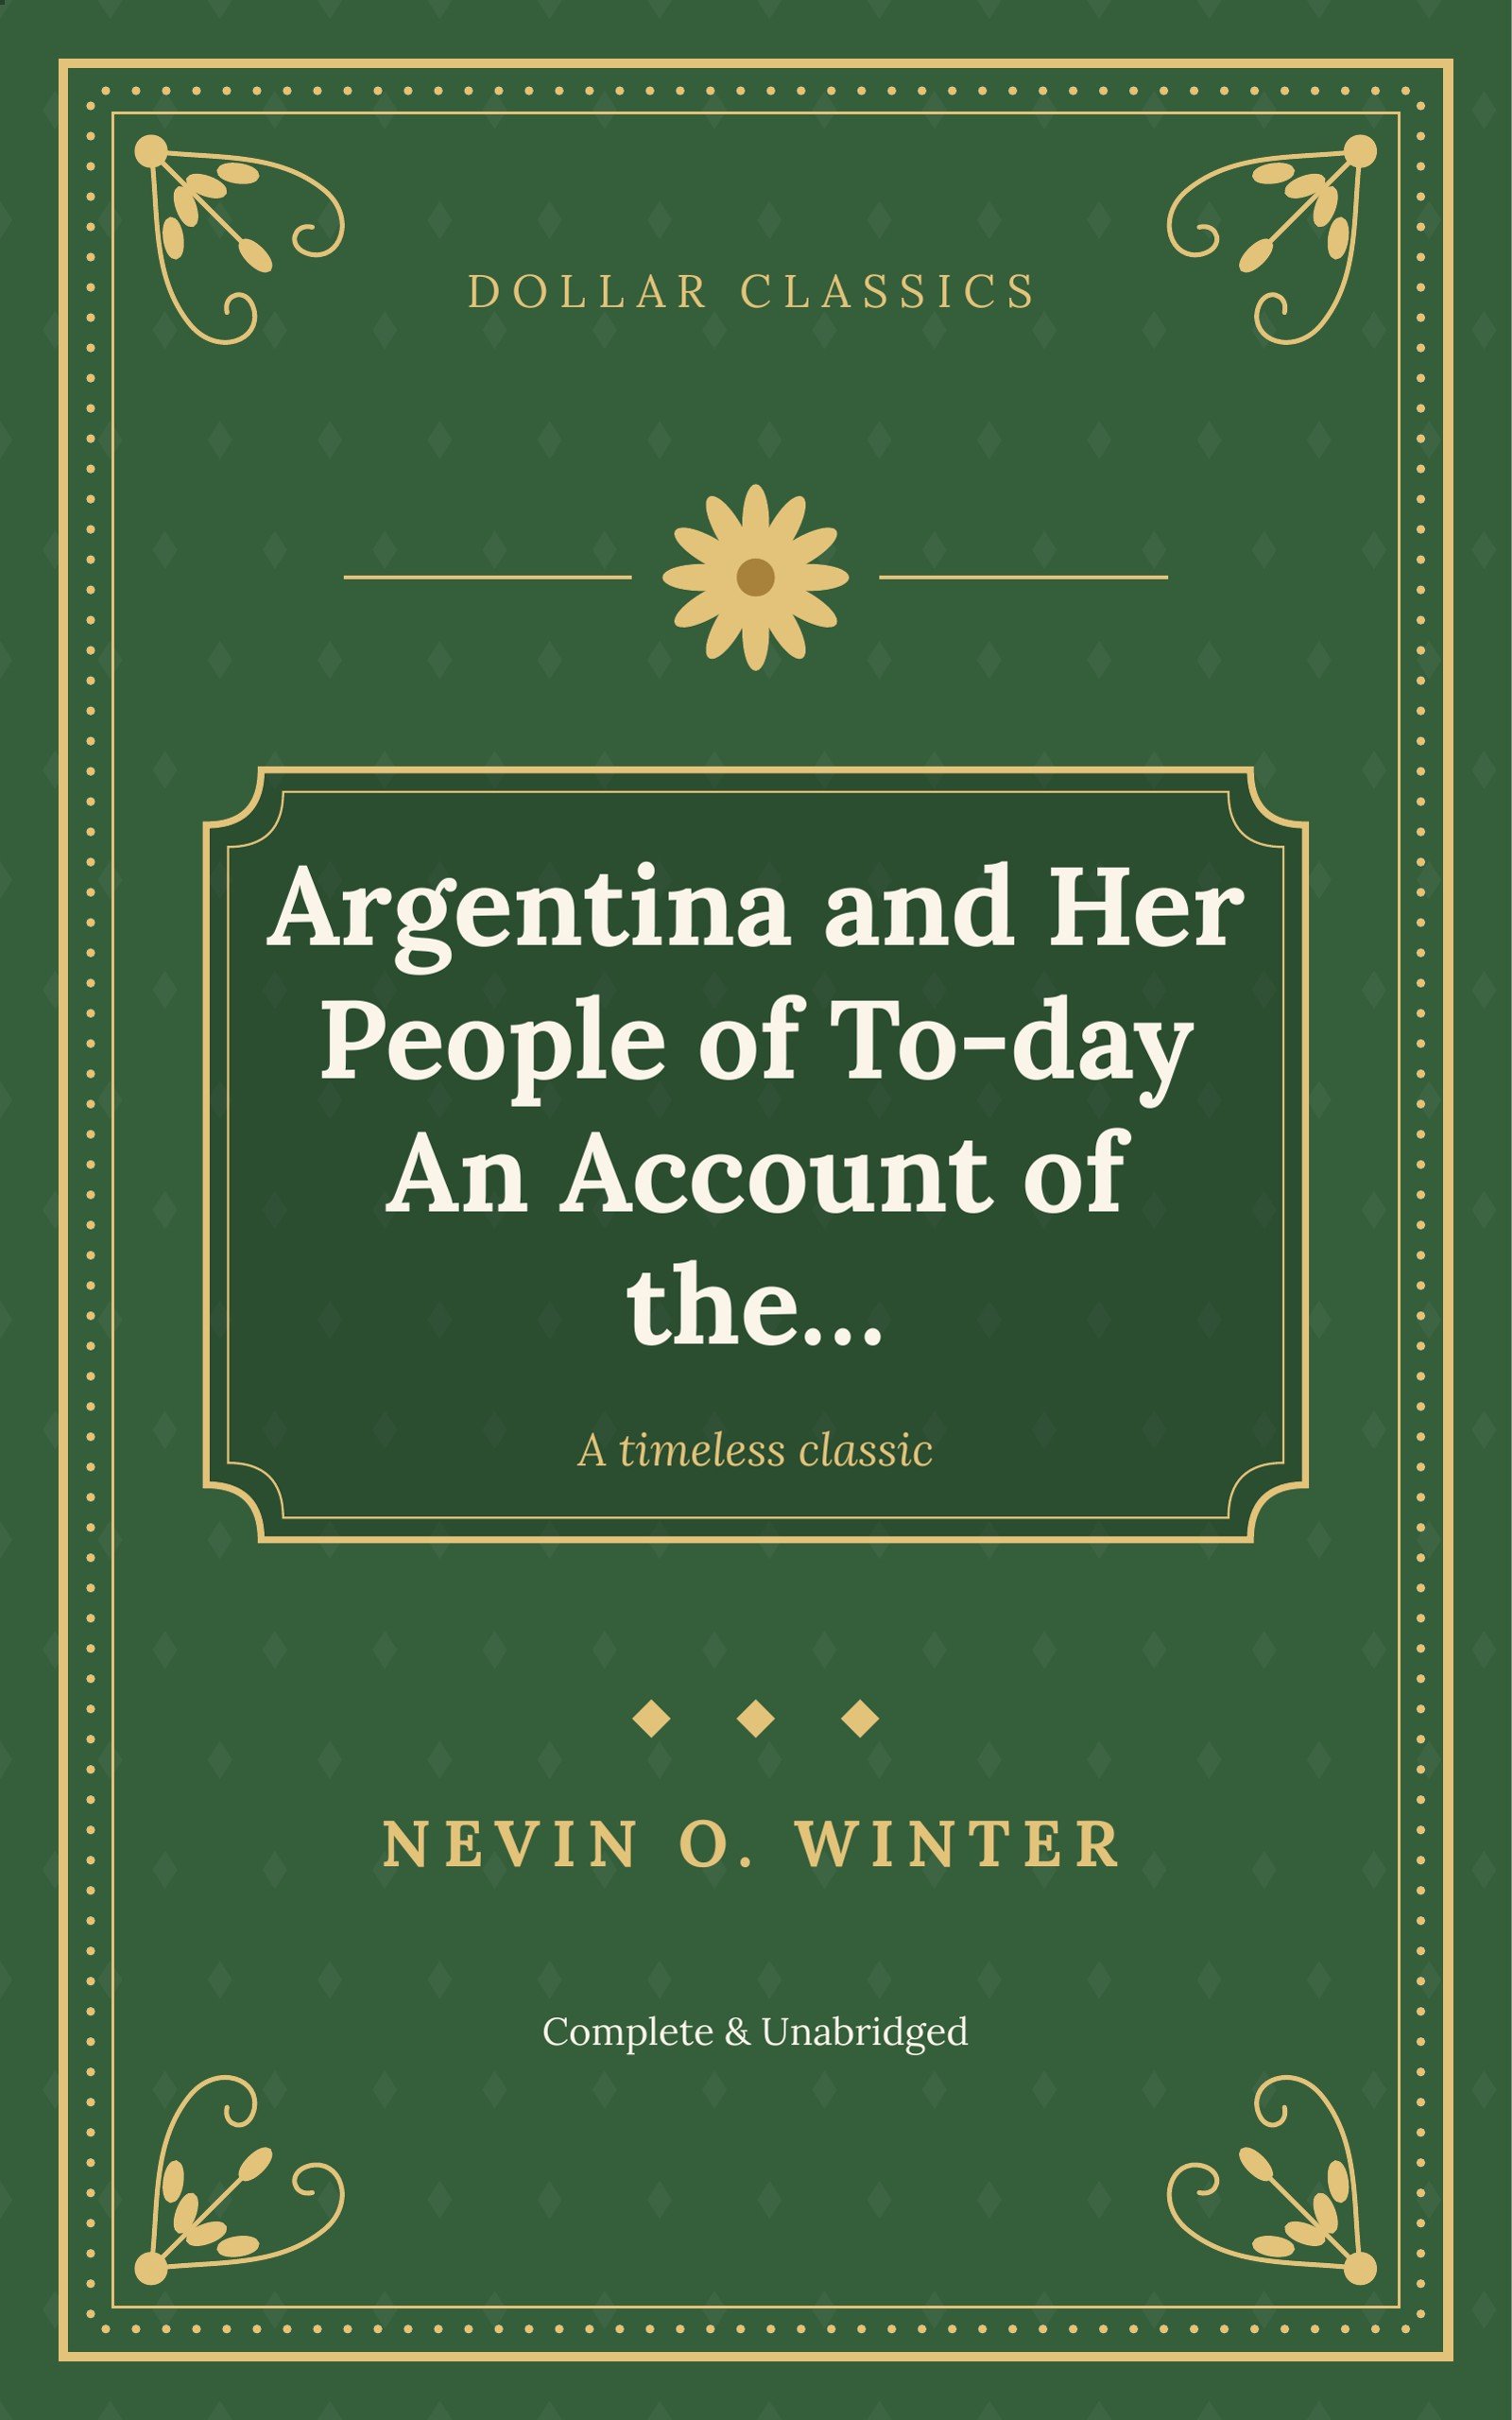 DOLLAR CLASSICS
Argentina and Her
People of To-day
An Account of
the...
A timeless classic
NEVIN O. WINTER
Complete & Unabridged